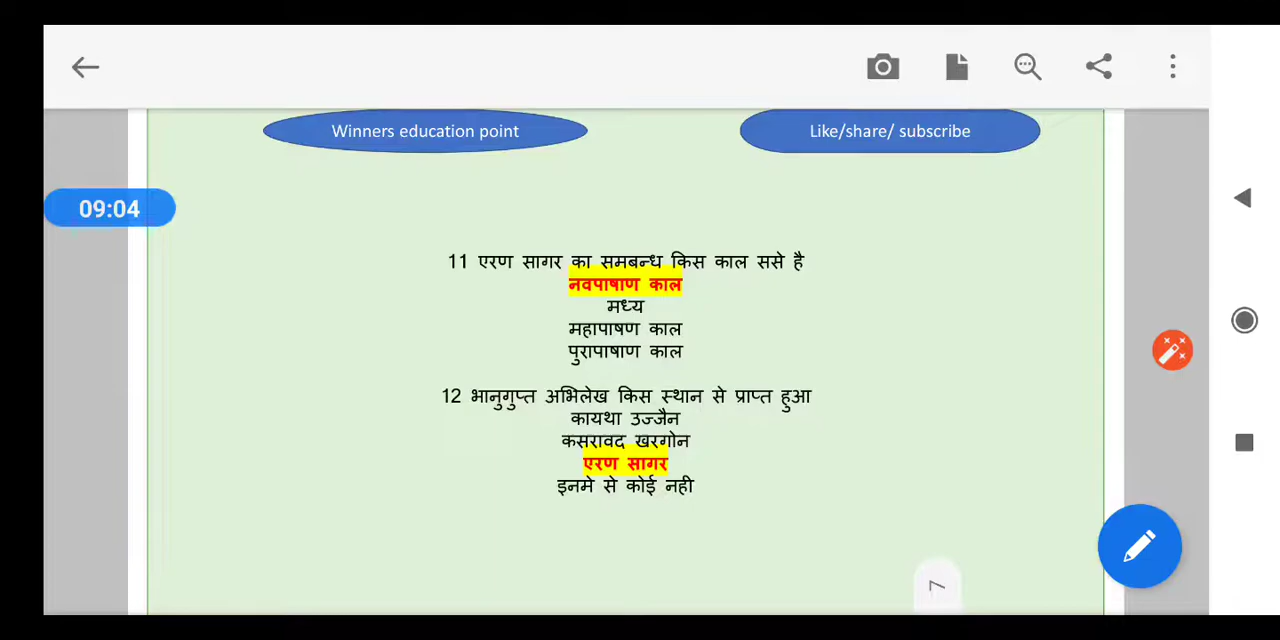 Winners education point
Like/share/ subscribe
09:04
11 एरण सागर का समबन्ध किस काल ससे है
नवपाषाण काल
मध्य
महापाषण काल
पुरापाषाण काल
12 भानुगुप्त अभिलेख किस स्थान से प्राप्त हुआ
कायथा उज्जैन
कसरावद खरगोन
एरण सागर
इनमे से कोई नही
7